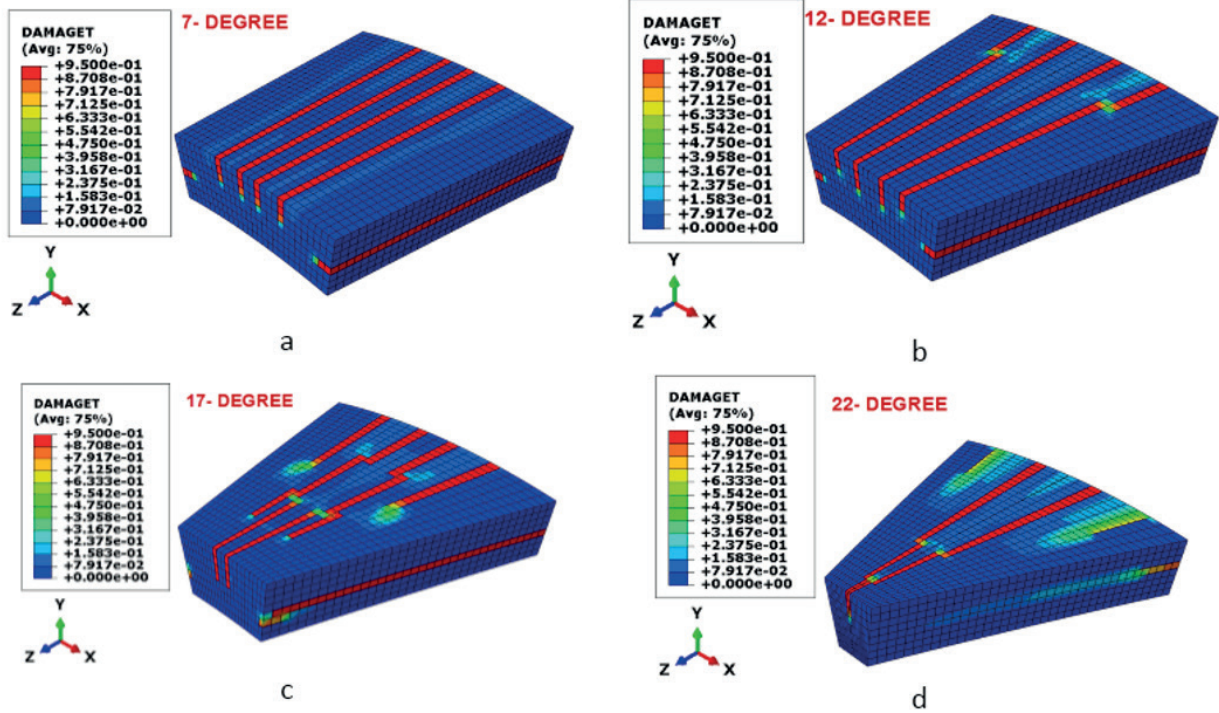 7- DEGREE
DAMAGET
(Avg: 75%)
+9.500e-01
+8.708e-01
+7.917e-01
+7.125e-01
+6.333e-01
+5.542e-01
+4.750e-01
+3.958e-01
+3.167e-01
+2.375e-01
+1.583e-01
+7.917e-02
+0.000e+00
Y
Z
X
a
12- DEGREE
DAMAGET
(Avg: 75%)
+9.500e-01
+8.708e-01
+7.917e-01
+7.125e-01
+6.333e-01
+5.542e-01
+4.750e-01
+3.958e-01
+3.167e-01
+2.375e-01
+1.583e-01
+7.917e-02
+0.000e+00
Y
Z
X
b
17- DEGREE
DAMAGET
(Avg: 75%)
+9.500e-01
+8.708e-01
+7.917e-01
+7.125e-01
+6.333e-01
+5.542e-01
+4.750e-01
+3.958e-01
+3.167e-01
+2.375e-01
+1.583e-01
+7.917e-02
+0.000e+00
Y
Z
X
c
22- DEGREE
DAMAGET
(Avg: 75%)
+9.500e-01
+8.708e-01
+7.917e-01
+7.125e-01
+6.333e-01
+5.542e-01
+4.750e-01
+3.958e-01
+3.167e-01
+2.375e-01
+1.583e-01
+7.917e-02
+0.000e+00
Y
Z
X
d